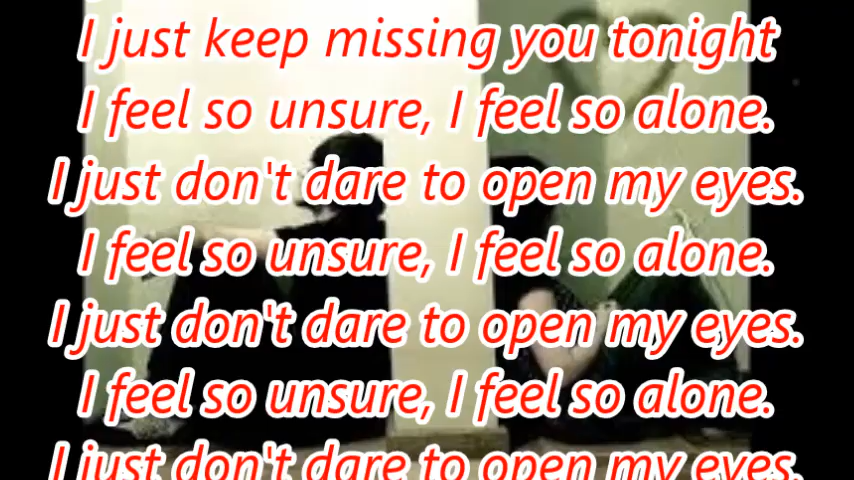 I just keep missing you tonight
I feel so unsure, I feel so alone.
I just don't dare to open my eyes.
I feel so unsure, I feel so alone.
I just don't dare to open my eyes.
I feel so unsure, I feel so alone.
I just don't dare to open my eyes.